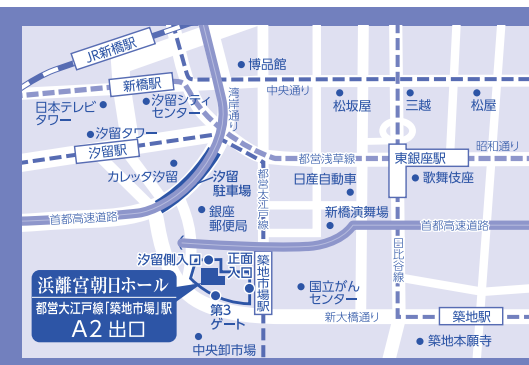 JR新橋駅
博品館
新橋駅
湾岸通り
中央通り
日本テレビ
タワー
汐留シティ
センター
松坂屋
三越
松屋
汐留タワー
汐留駅
昭和通り
都営浅草線
東銀座駅
カレッタ汐留
汐留
駐車場
都営大江戸線
日産自動車
歌舞伎座
首都高速道路
銀座
郵便局
新橋演舞場
首都高速道路
日比谷線
汐留側入口
正面
入口
築地市場駅
浜離宮朝日ホール
都営大江戸線「築地市場」駅
A2 出口
国立がん
センター
第3
ゲート
新大橋通り
築地駅
中央卸市場
築地本願寺